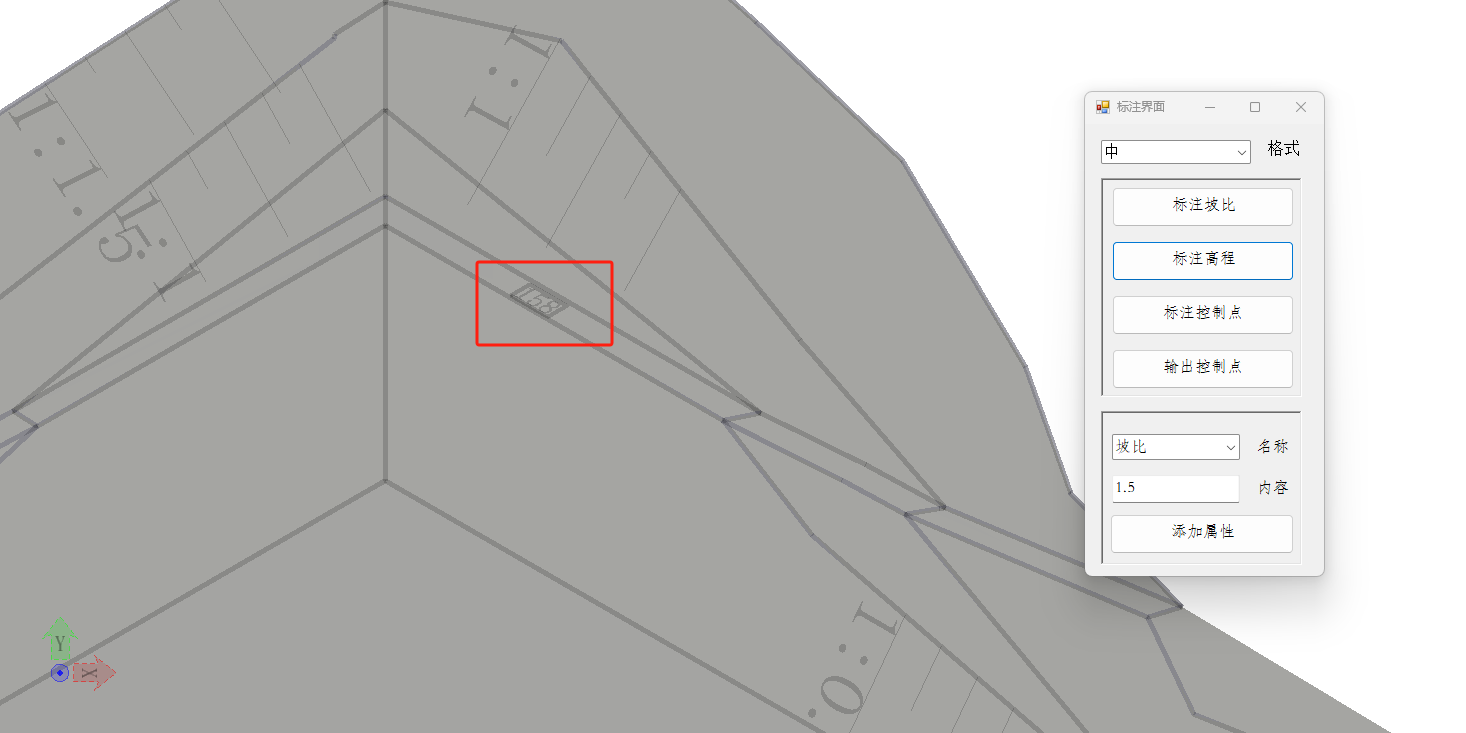 标注界面
中
格式
标注坡比
标注高程
标注控制点
输出控制点
坡比
名称
1.5
内容
添加属性
1:1.5
1:1
1:1
158
1:0.
Y
X